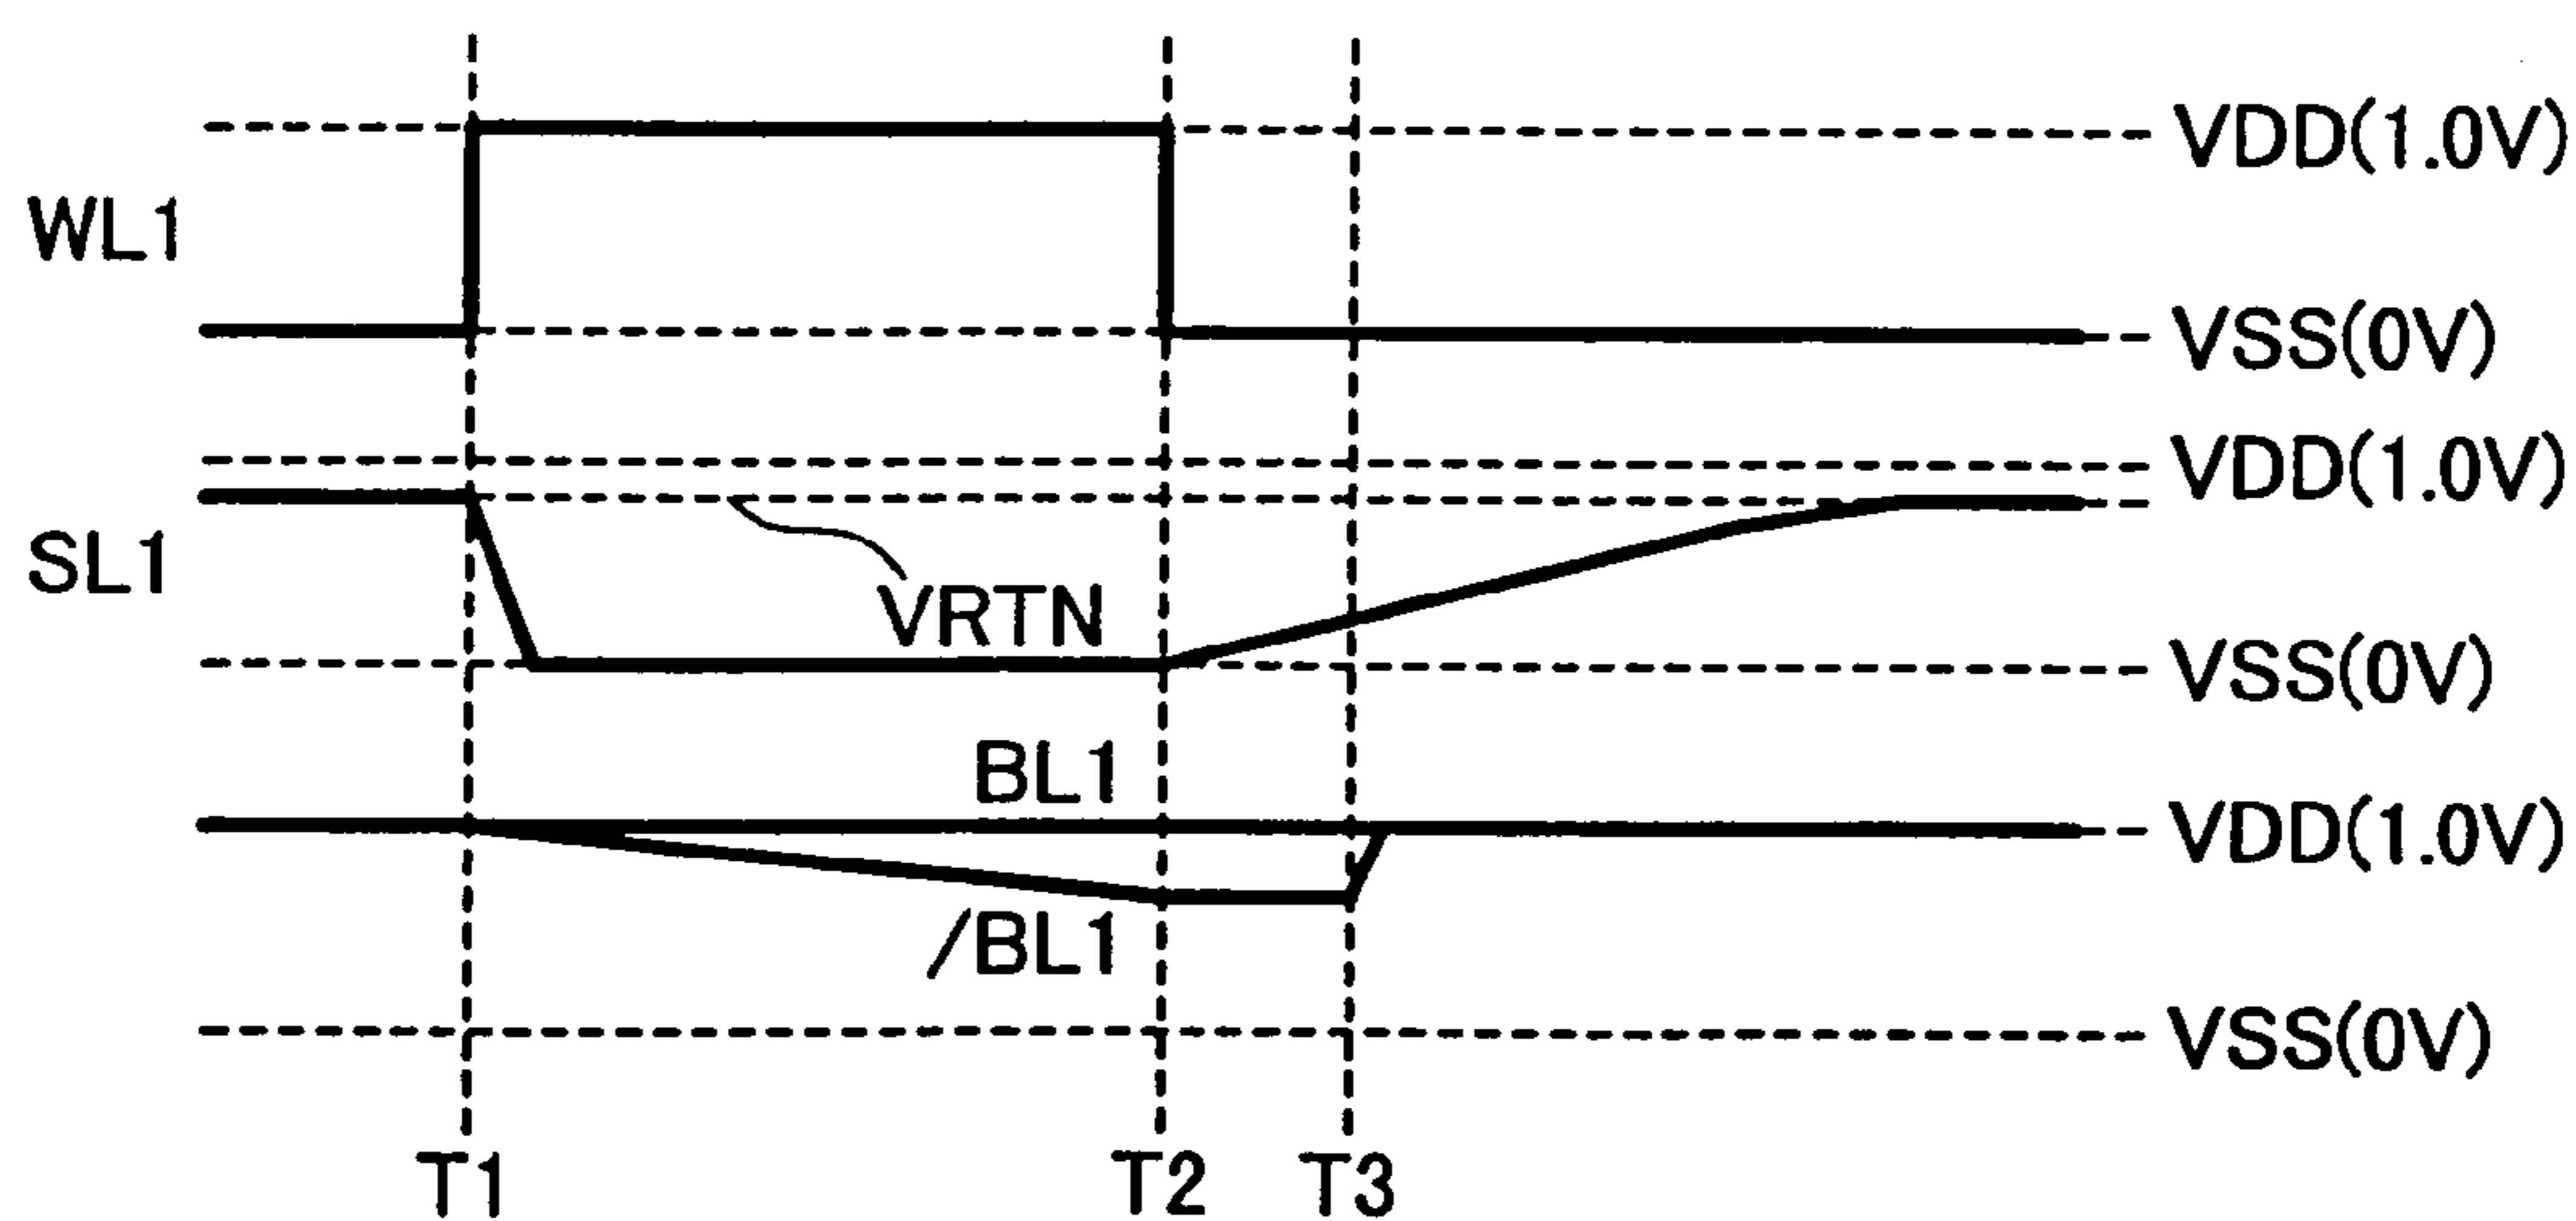 VDD(1.0V)
WL1
VSS(0V)
VDD(1.0V)
SL1
VRTN
VSS(0V)
BL1
VDD(1.0V)
/BL1
VSS(0V)
T1 T2 T3